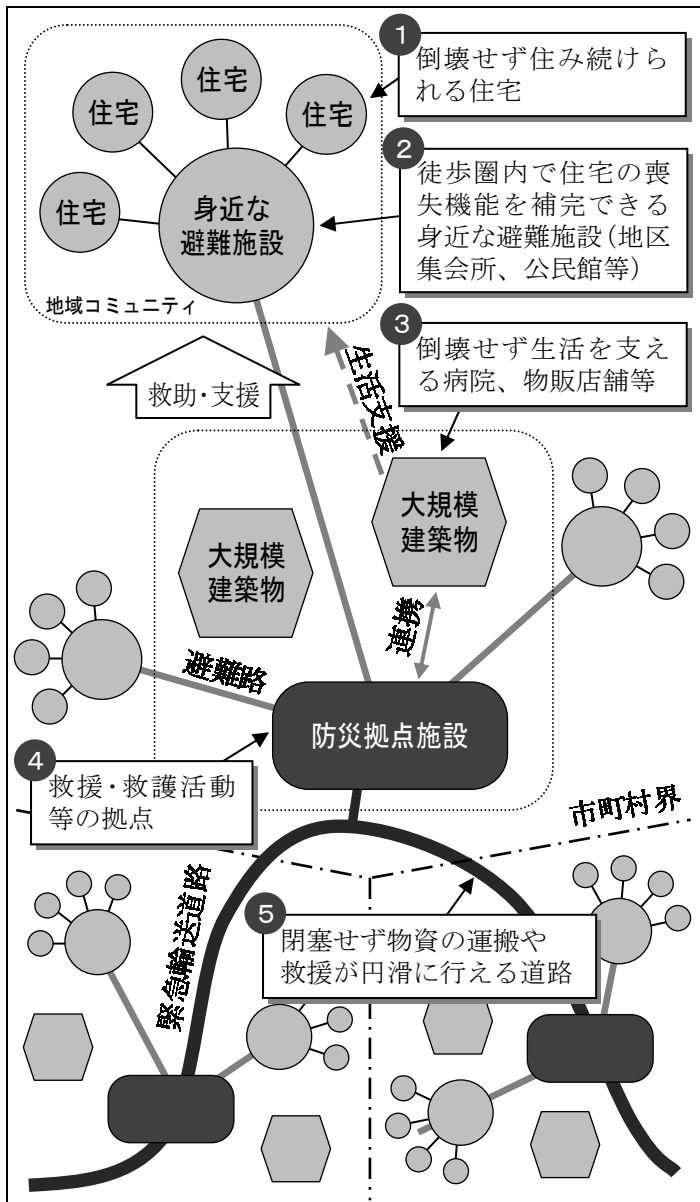 1
倒壊せず住み続けら
れる住宅
住宅
住宅
住宅
住宅
身近な
避難施設
地域コミュニティ
2
徒歩圏内で住宅の喪
失機能を補完できる
身近な避難施設(地区
集会所、公民館等)
3
倒壊せず生活を支え
る病院、物販店舗等
救助・支援
生活支援
大規模
建築物
大規模
建築物
連携
避難路
防災拠点施設
4
救援・救護活動
等の拠点
市町村界
緊急輸送道路
5
閉塞せず物資の運搬や
救援が円滑に行える道路